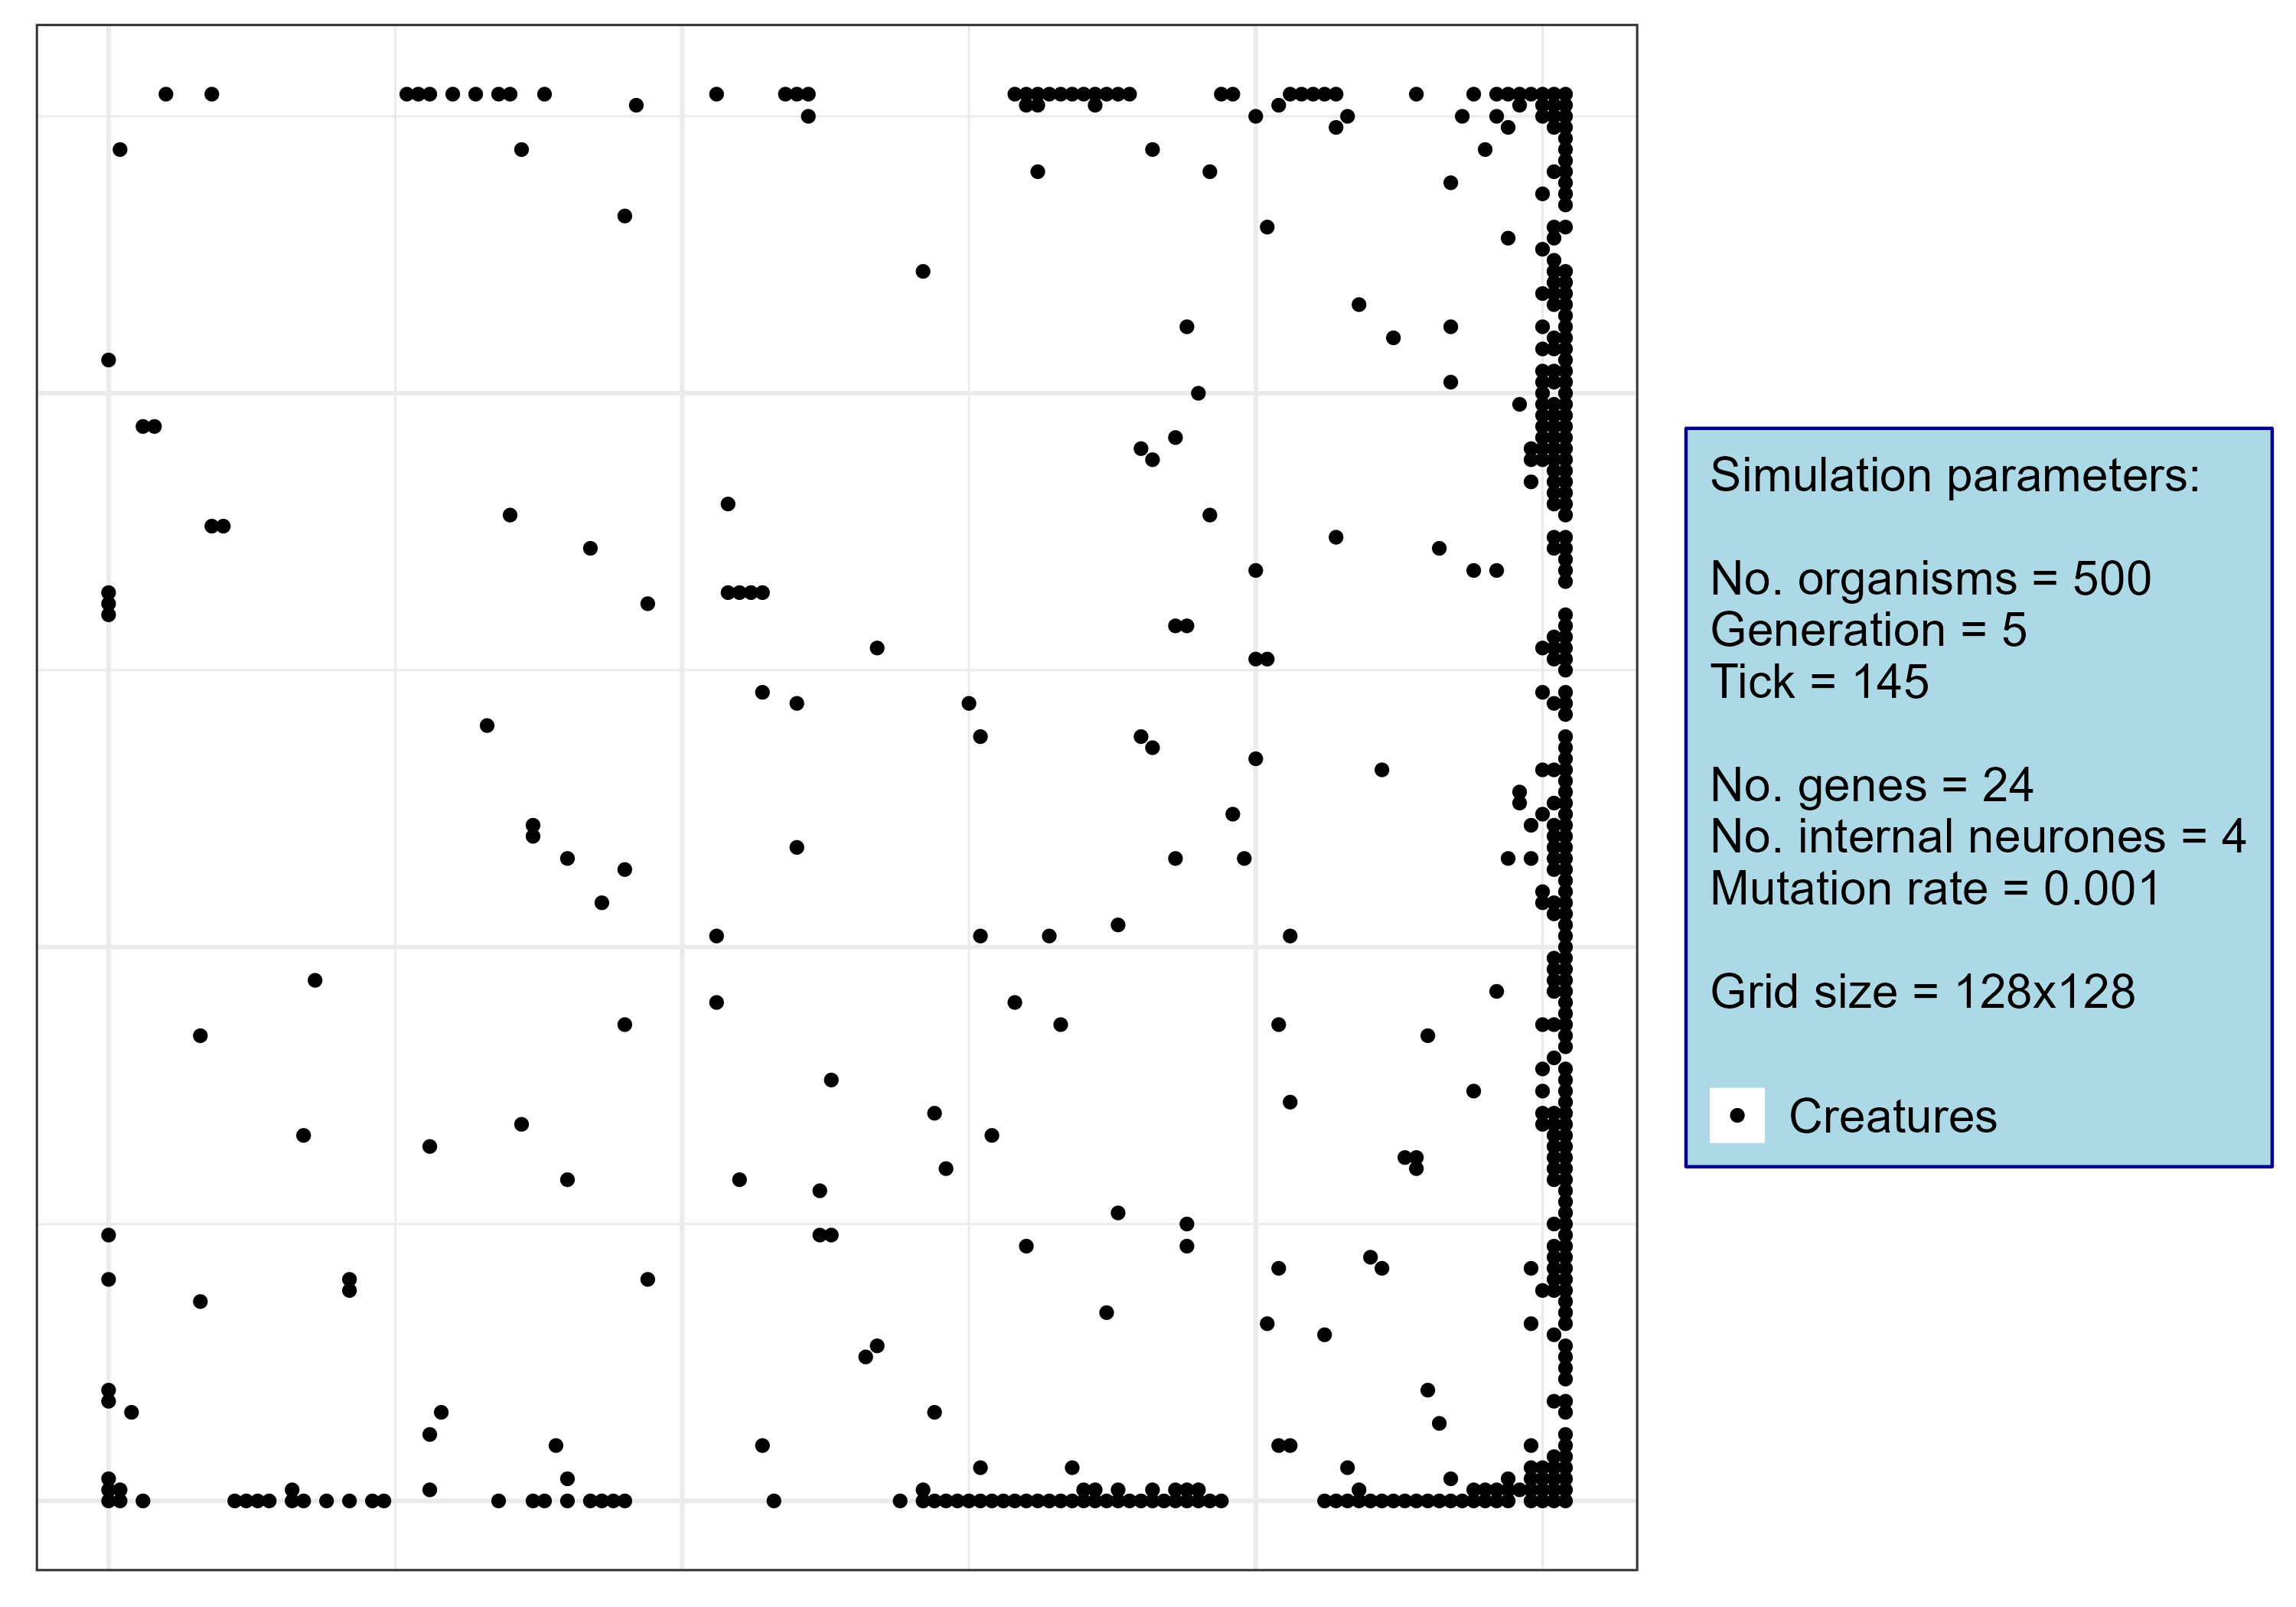 Simulation parameters:
No. organisms = 500
Generation = 5
Tick = 145
No. genes = 24
No. internal neurones = 4
Mutation rate = 0.001
Grid size = 128x128
Creatures